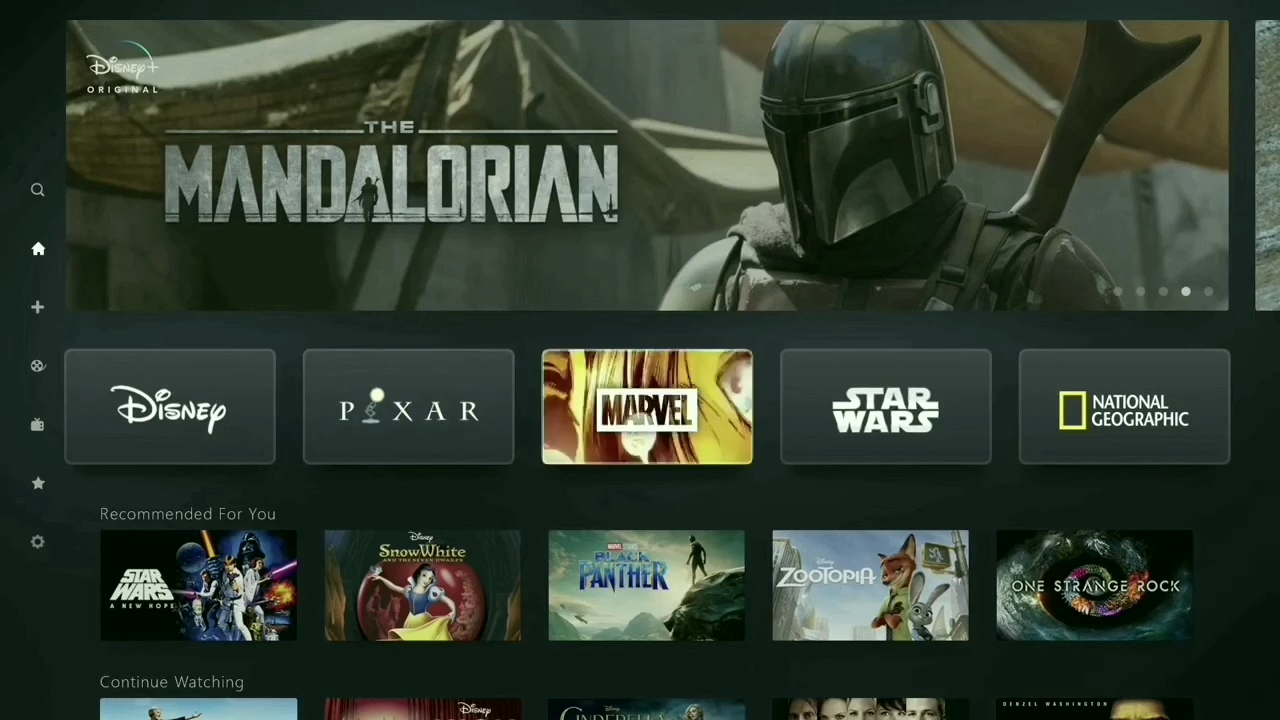 Disney+
ORIGINAL
THE
MANDALORIAN
Disney
PIXAR
MARVEL
STAR
WARS
NATIONAL
GEOGRAPHIC
Recommended For You
STAR
WARS
A NEW HOPE
Disney
SNOW WHITE
AND THE SEVEN DWARFS
MARVEL STUDIOS
BLACK
PANTHER
Disney
ZOOTOPIA
ONE STRANGE ROCK
Continue Watching
Disney
Disney
CINDERELLA
DENZEL WASHINGTON